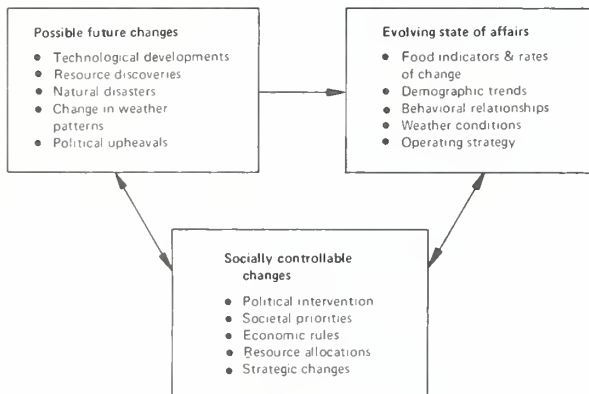 Possible future changes
● Technological developments
● Resource discoveries
● Natural disasters
● Change in weather
patterns
● Political upheavals
Evolving state of affairs
● Food indicators & rates
of change
● Demographic trends
● Behavioral relationships
● Weather conditions
● Operating strategy
Socially controllable
changes
● Political intervention
● Societal priorities
● Economic rules
● Resource allocations
● Strategic changes